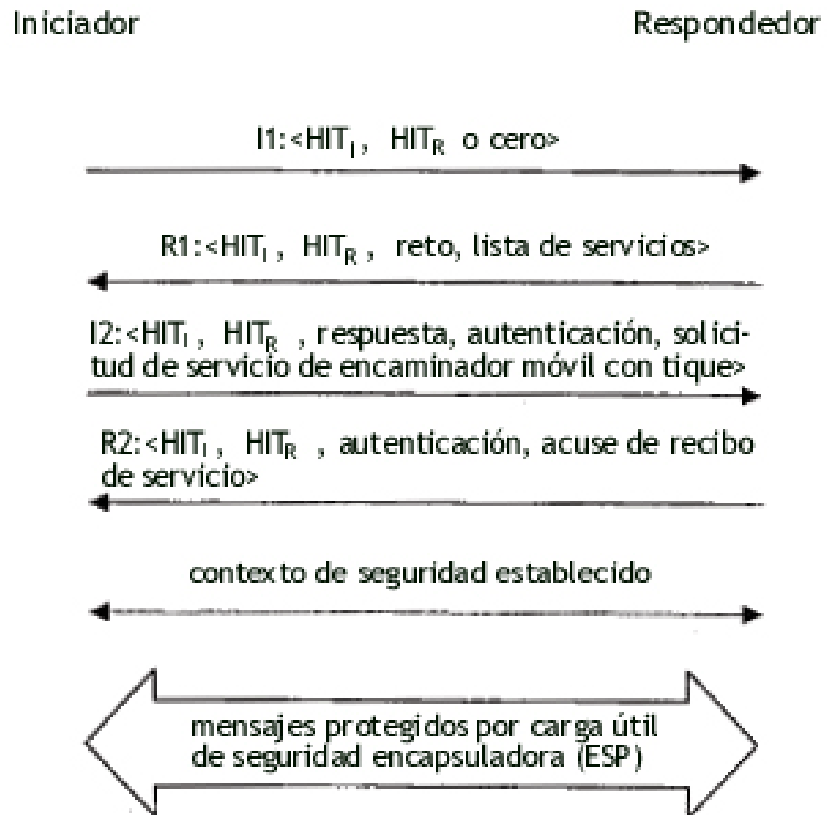 Iniciador
Respondedor
I1:<HIT_I, HIT_R o cero>
R1:<HIT_I, HIT_R, reto, lista de servicios>
I2:<HIT_I, HIT_R , respuesta, autenticación, solici-
tud de servicio de encaminador móvil con tique>
R2:<HIT_I, HIT_R , autenticación, acuse de recibo
de servicio>
contexto de seguridad establecido
mensajes protegidos por carga útil
de seguridad encapsuladora (ESP)